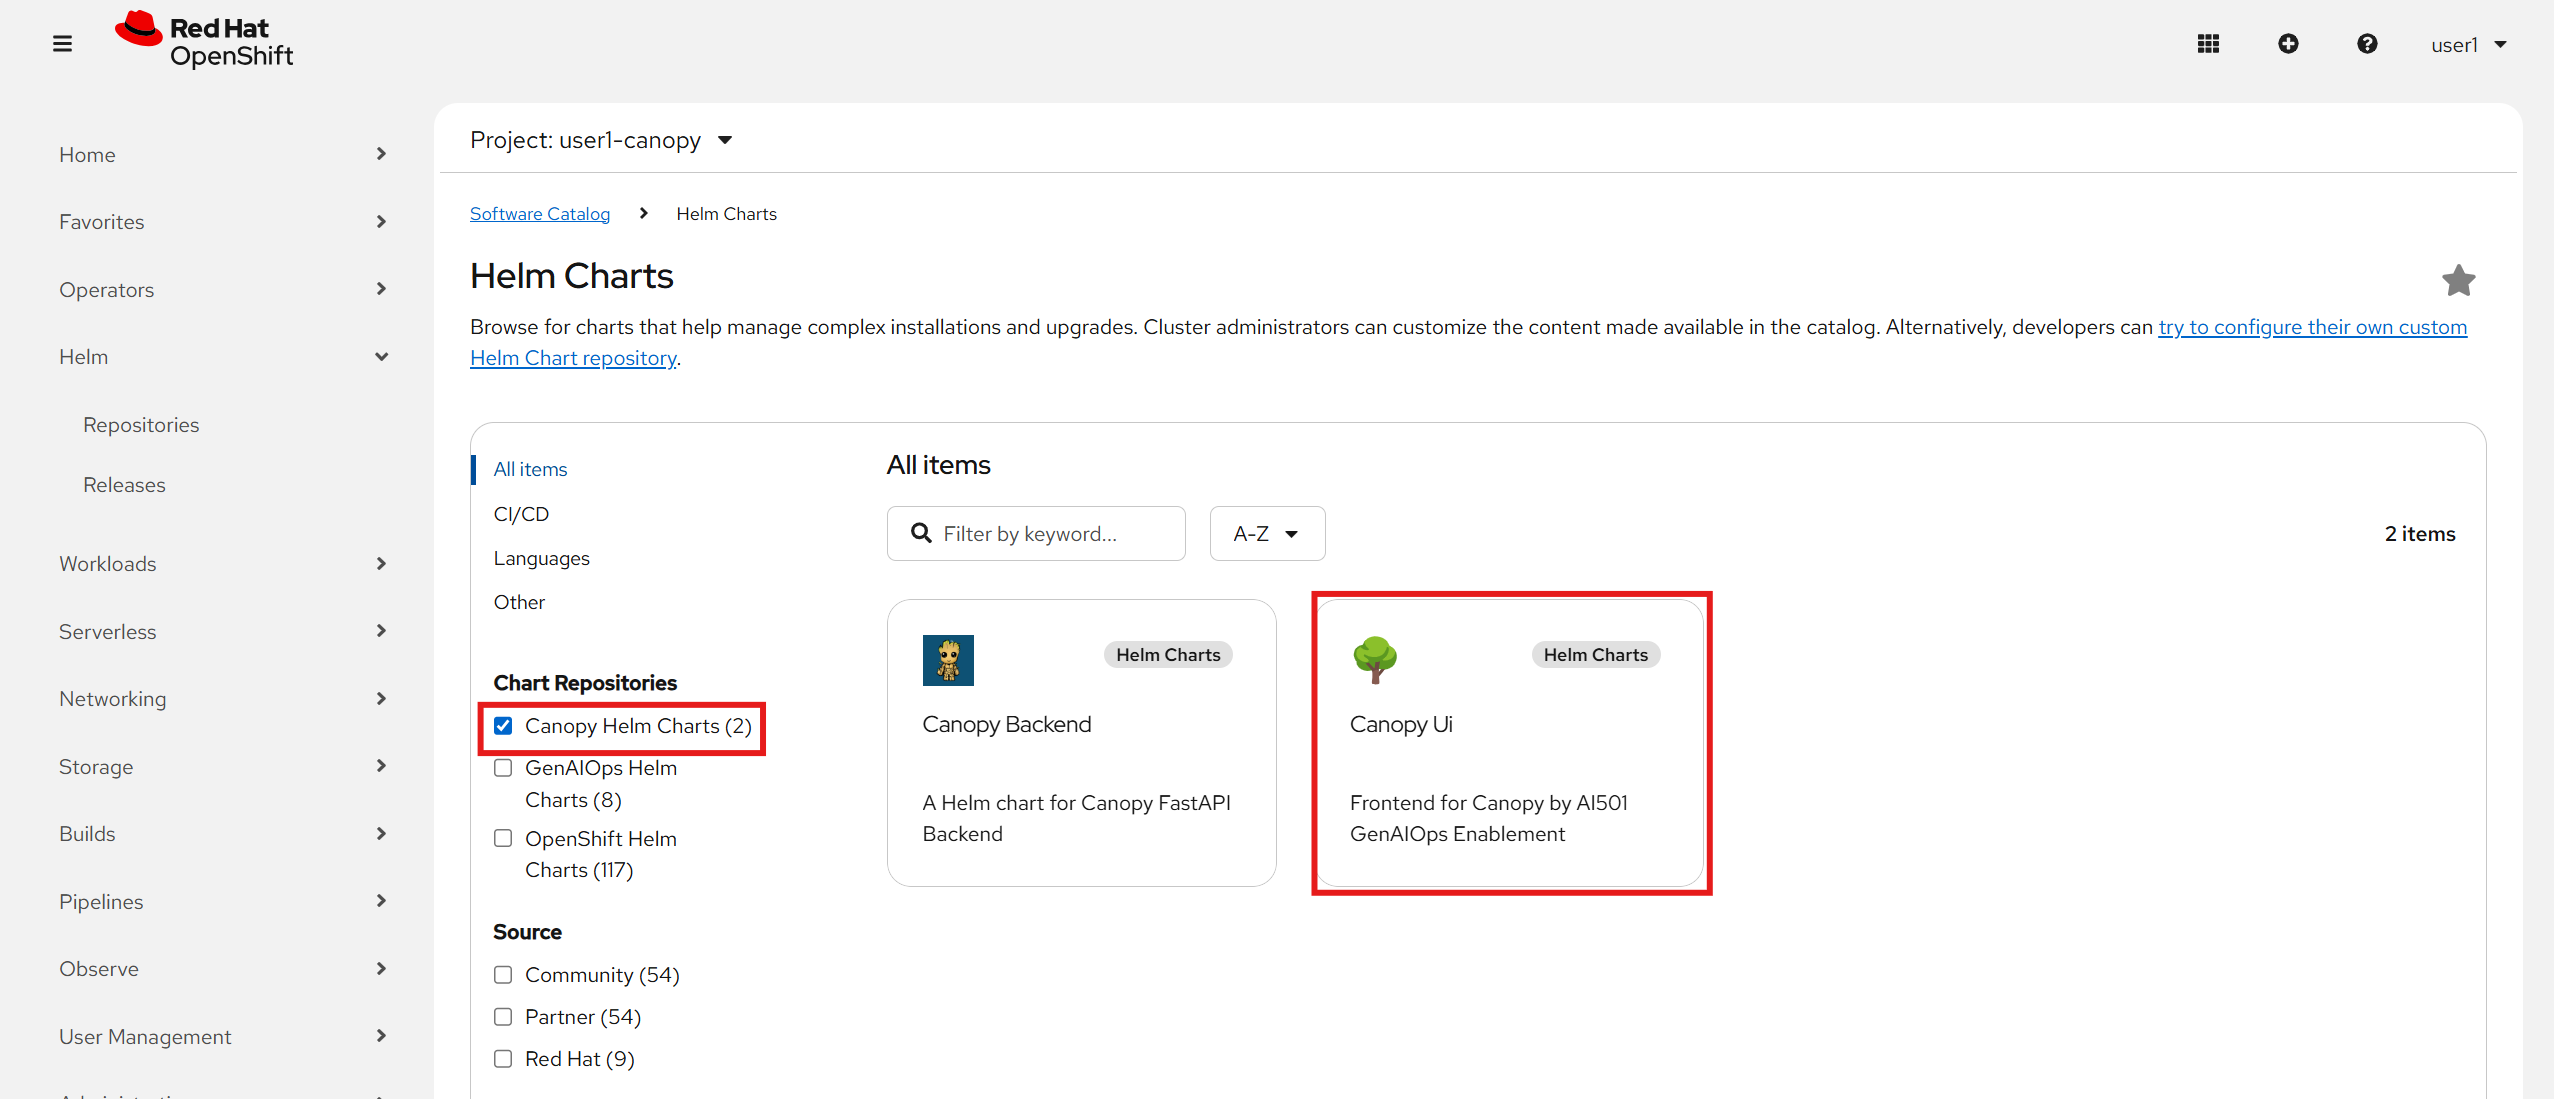 Red Hat
OpenShift
user1
Home
Favorites
Operators
Helm
Repositories
Releases
Workloads
Serverless
Networking
Storage
Builds
Pipelines
Observe
User Management
Project: user1-canopy
Software Catalog
Helm Charts
Helm Charts
Browse for charts that help manage complex installations and upgrades. Cluster administrators can customize the content made available in the catalog. Alternatively, developers can try to configure their own custom
Helm Chart repository.
All items
CI/CD
Languages
Other
Chart Repositories
Canopy Helm Charts (2)
GenAIOps Helm
Charts (8)
OpenShift Helm
Charts (117)
Source
Community (54)
Partner (54)
Red Hat (9)
All items
Filter by keyword...
A-Z
2 items
Helm Charts
Canopy Backend
A Helm chart for Canopy FastAPI
Backend
Helm Charts
Canopy Ui
Frontend for Canopy by AI501
GenAIOps Enablement